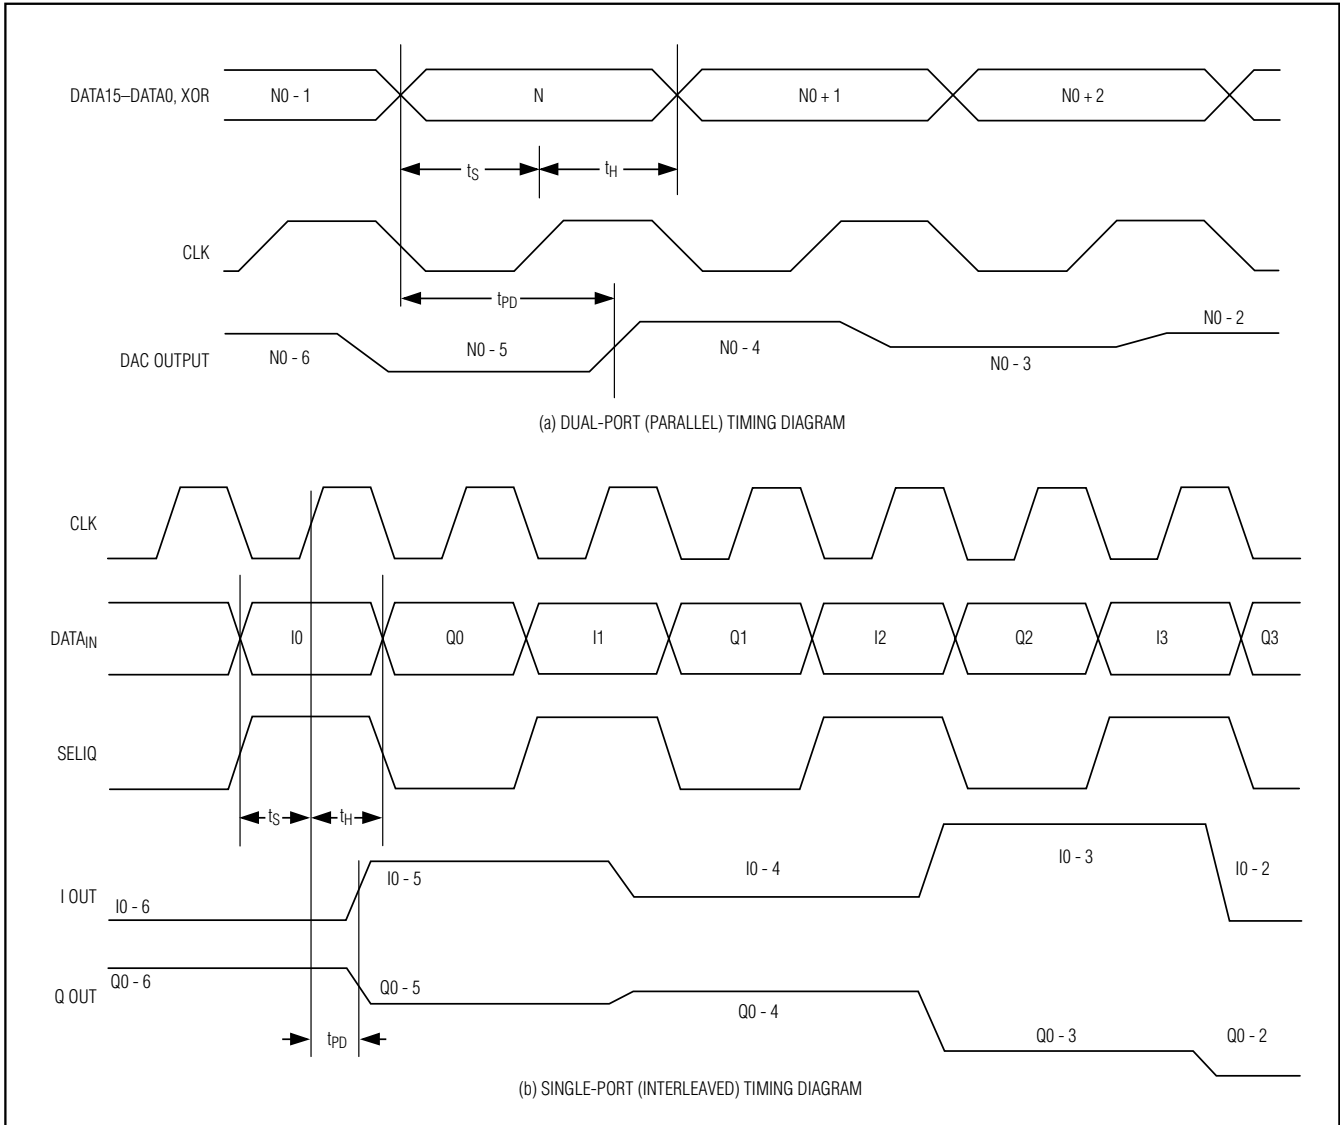 DATA15–DATA0, XOR
N0 - 1
N
N0 + 1
N0 + 2
tS
tH
CLK
tPD
DAC OUTPUT
N0 - 6
N0 - 5
N0 - 4
N0 - 3
N0 - 2
(a) DUAL-PORT (PARALLEL) TIMING DIAGRAM
CLK
DATAIN
I0
Q0
I1
Q1
I2
Q2
I3
Q3
SELIQ
tS
tH
I OUT
I0 - 6
I0 - 5
I0 - 4
I0 - 3
I0 - 2
Q OUT
Q0 - 6
Q0 - 5
Q0 - 4
Q0 - 3
Q0 - 2
tPD
(b) SINGLE-PORT (INTERLEAVED) TIMING DIAGRAM